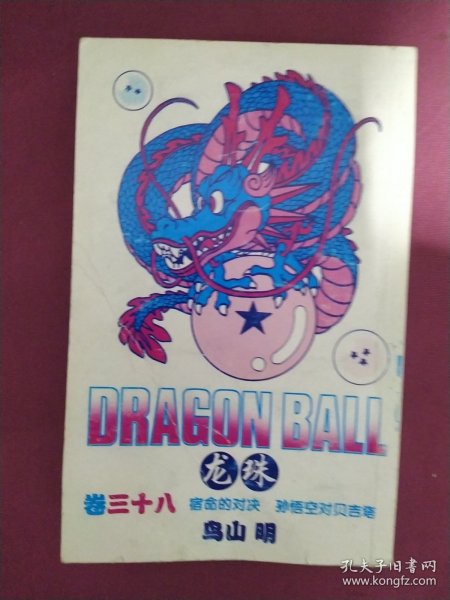 DRAGON BALL
龙珠
卷三十八 宿命的对决 孙悟空对贝吉塔
鸟山 明
孔夫子旧书网
www.kongfz.com